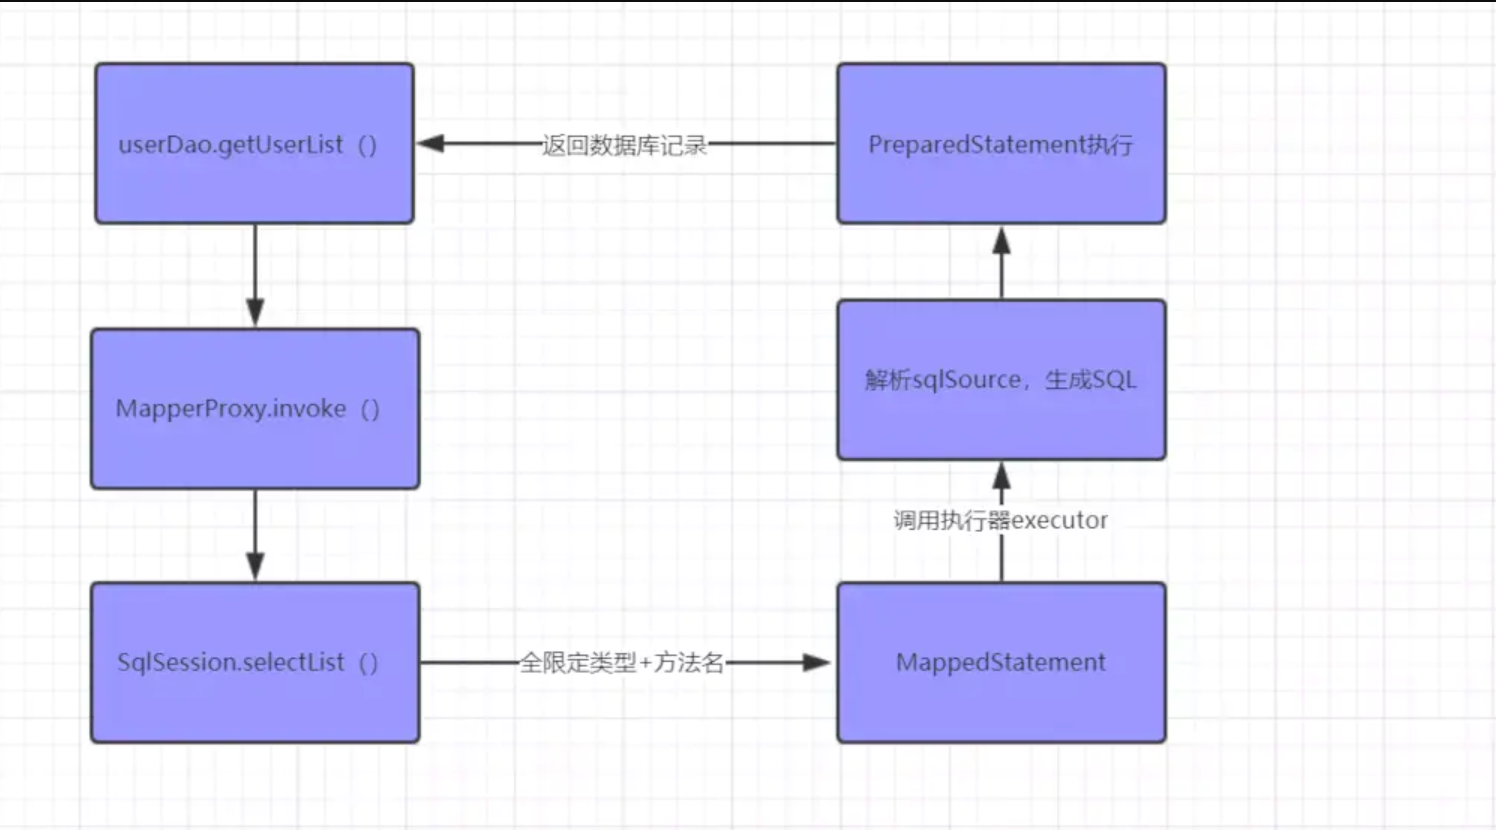 userDao.getUserList（）
返回数据库记录
PreparedStatement执行
MapperProxy.invoke（）
解析sqlSource，生成SQL
调用执行器executor
SqlSession.selectList（）
全限定类型+方法名
MappedStatement